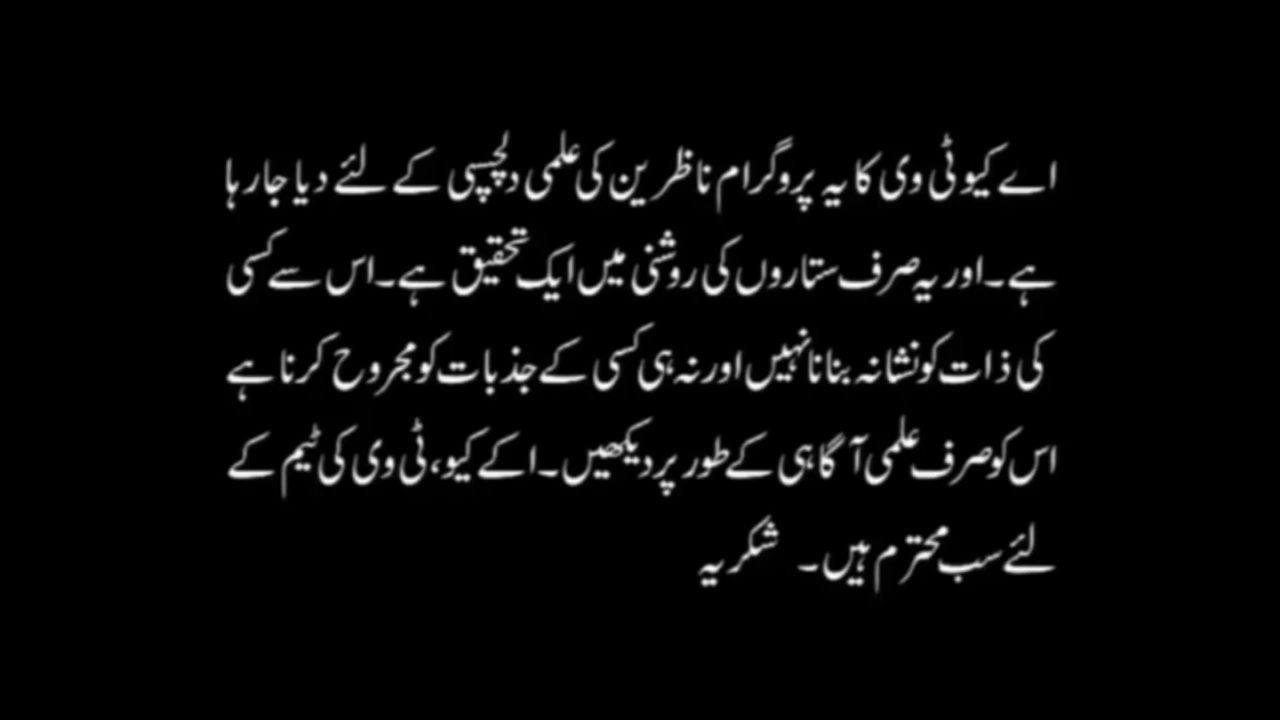 اے کیو ٹی وی کا یہ پروگرام ناظرین کی علمی دلچسپی کے لئے دیا جا رہا
ہے۔ اور یہ صرف ستاروں کی روشنی میں ایک تحقیق ہے۔ اس سے کسی
کی ذات کو نشانہ بنانا نہیں اور نہ ہی کسی کے جذبات کو مجروح کرنا ہے
اس کو صرف علمی آگاہی کے طور پر دیکھیں۔ اکے کیو، ٹی وی کی ٹیم کے
لئے سب محترم ہیں۔ شکریہ